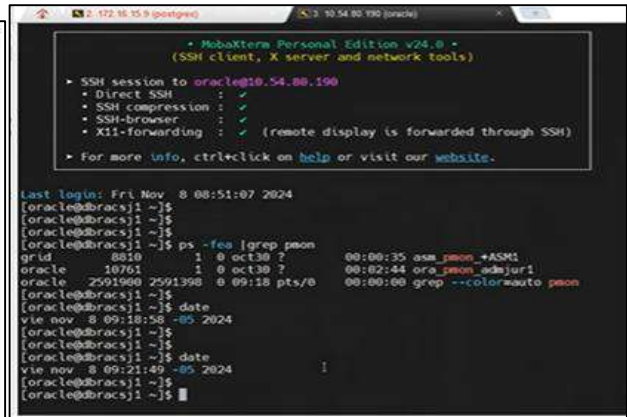 2. 172.16.15.9 (postgres)
3. 10.54.80.190 (oracle)
• MobaXterm Personal Edition v24.0 •
(SSH client, X server and network tools)
► SSH session to oracle@10.54.80.190
• Direct SSH : ✔
• SSH compression : ✔
• SSH-browser : ✔
• X11-forwarding : ✔ (remote display is forwarded through SSH)
► For more info, ctrl+click on help or visit our website.
Last login: Fri Nov 8 08:51:07 2024
[oracle@dbracsj1 ~]$
[oracle@dbracsj1 ~]$
[oracle@dbracsj1 ~]$
[oracle@dbracsj1 ~]$ ps -fea |grep pmon
grid 8810 1 0 oct30 ? 00:00:35 asm_pmon_+ASM1
oracle 10761 1 0 oct30 ? 00:02:44 ora_pmon_admjur1
oracle 2591900 2591398 0 09:18 pts/0 00:00:00 grep --color=auto pmon
[oracle@dbracsj1 ~]$
[oracle@dbracsj1 ~]$ date
vie nov 8 09:18:58 -05 2024
[oracle@dbracsj1 ~]$
[oracle@dbracsj1 ~]$
[oracle@dbracsj1 ~]$ date
vie nov 8 09:21:49 -05 2024
[oracle@dbracsj1 ~]$